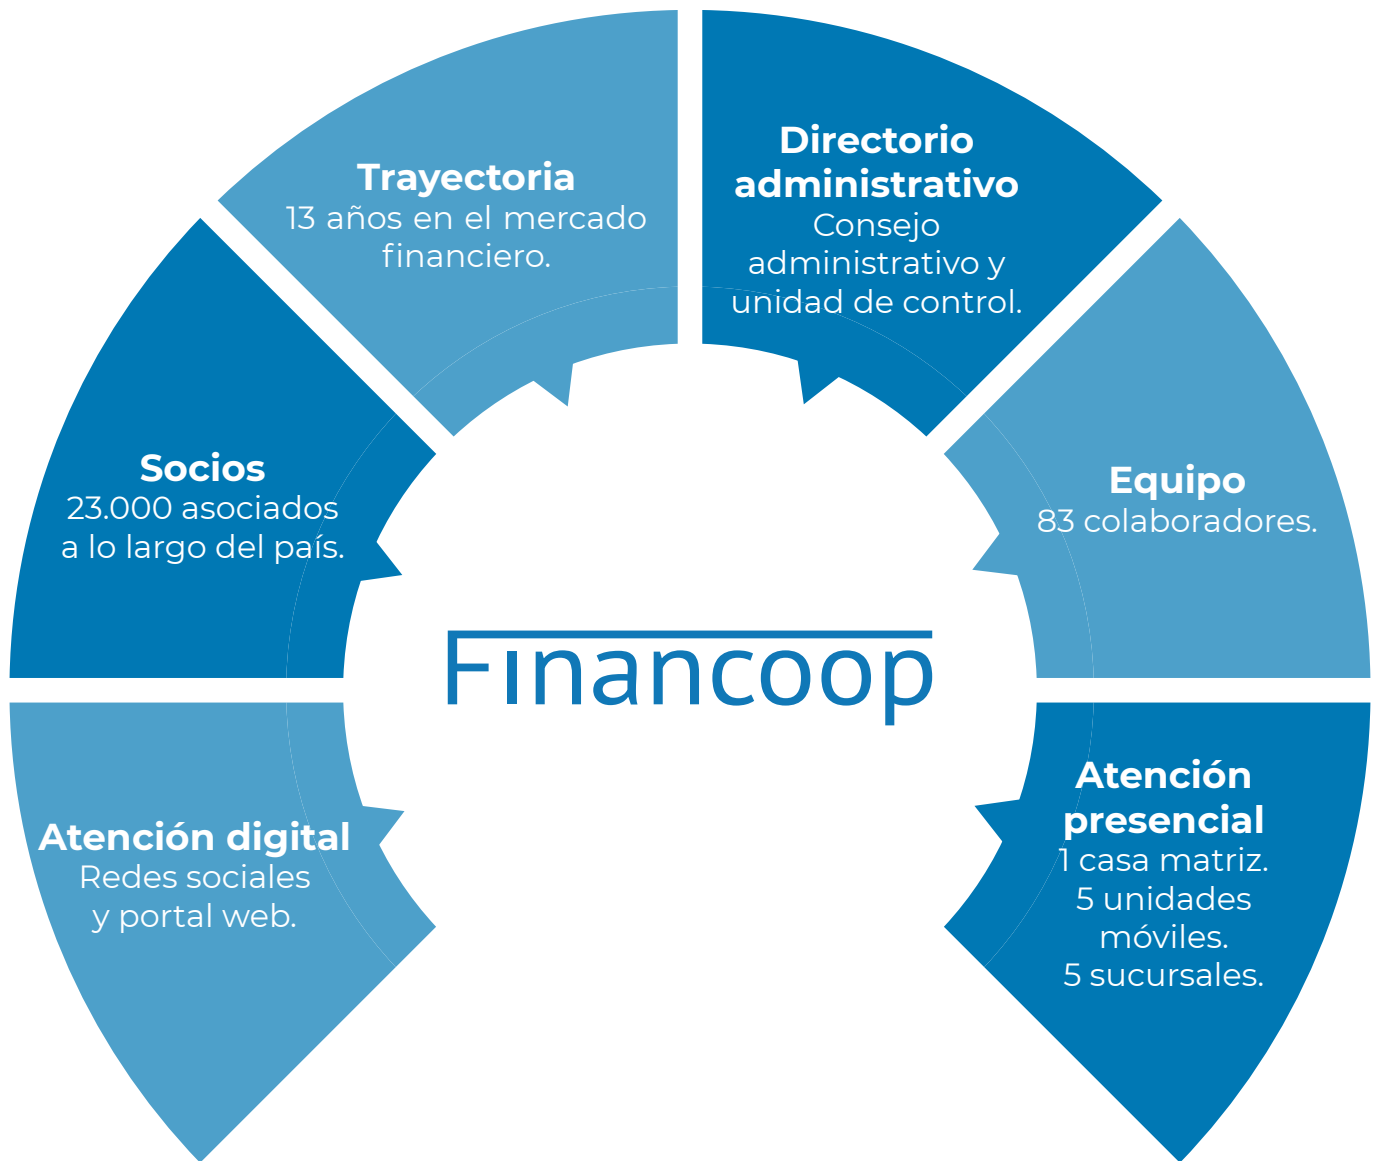 Trayectoria
13 años en el mercado
financiero.
Directorio
administrativo
Consejo
administrativo y
unidad de control.
Socios
23.000 asociados
a lo largo del país.
Equipo
83 colaboradores.
Financoop
Atención digital
Redes sociales
y portal web.
Atención
presencial
1 casa matriz.
5 unidades
móviles.
5 sucursales.